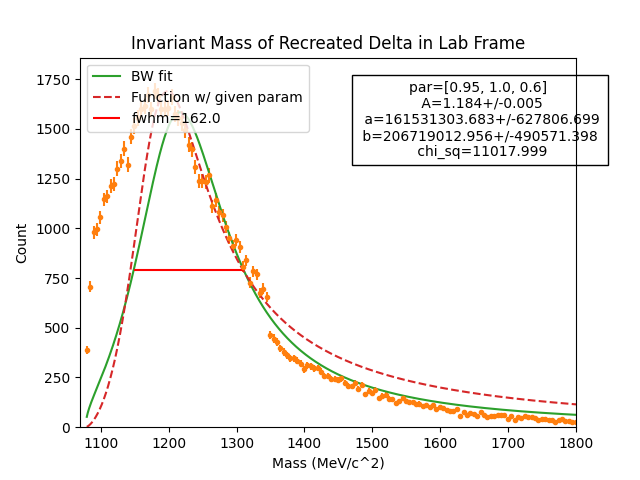 Invariant Mass of Recreated Delta in Lab Frame
BW fit
Function w/ given param
fwhm=162.0
par=[0.95, 1.0, 0.6]
A=1.184+/-0.005
a=161531303.683+/-627806.699
b=206719012.956+/-490571.398
chi_sq=11017.999
Count
1750
1500
1250
1000
750
500
250
0
1100 1200 1300 1400 1500 1600 1700 1800
Mass (MeV/c^2)